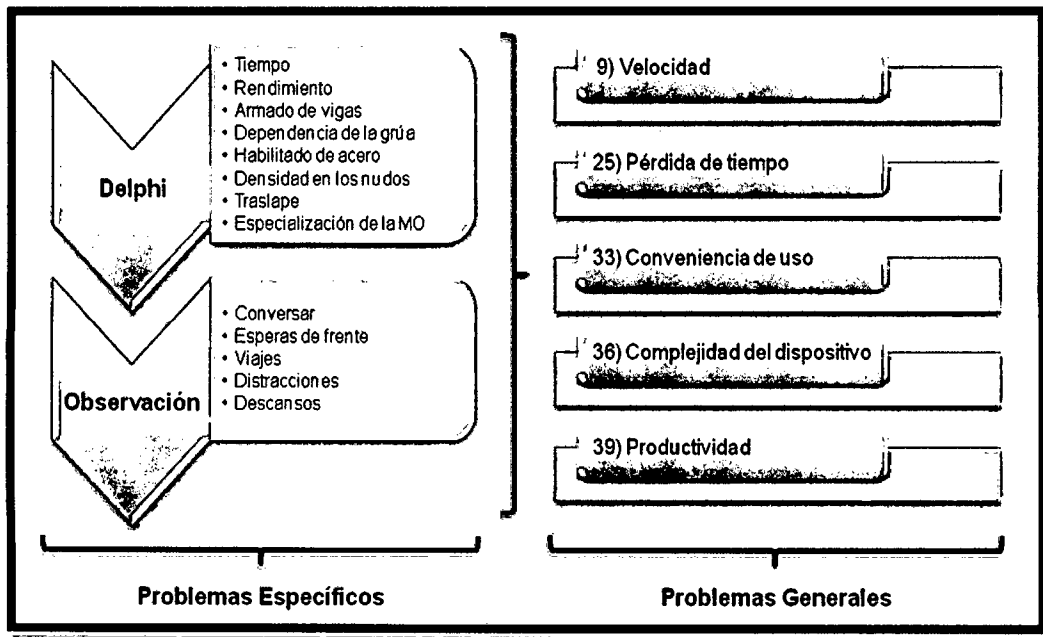 Delphi
• Tiempo
• Rendimiento
• Armado de vigas
• Dependencia de la grúa
• Habilitado de acero
• Densidad en los nudos
• Traslape
• Especialización de la MO
Observación
• Conversar
• Esperas de frente
• Viajes
• Distracciones
• Descansos
Problemas Específicos
9) Velocidad
25) Pérdida de tiempo
33) Conveniencia de uso
36) Complejidad del dispositivo
39) Productividad
Problemas Generales